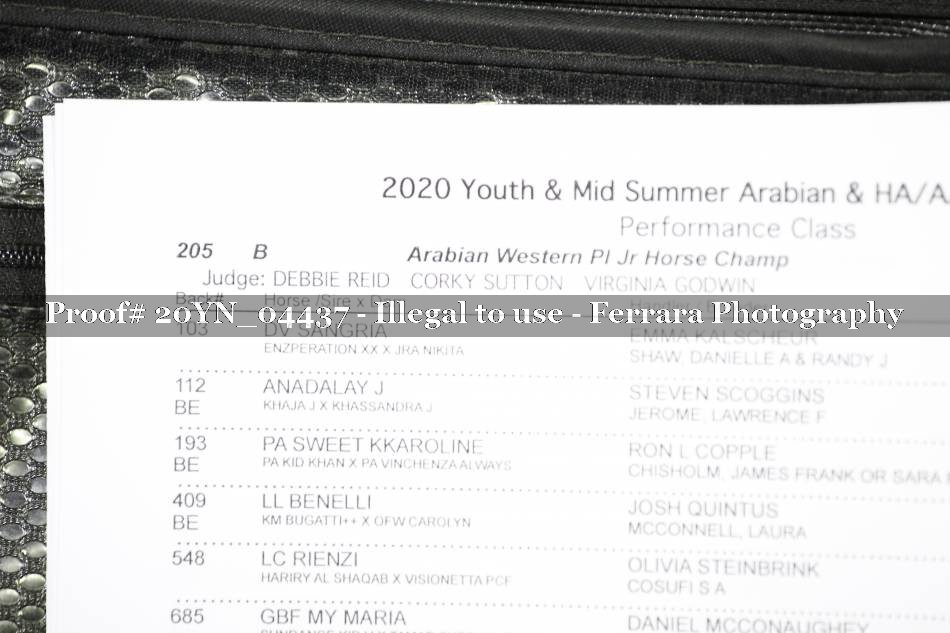 2020 Youth & Mid Summer Arabian & HA/A
Performance Class
205 B Arabian Western Pl Jr Horse Champ
Judge: DEBBIE REID CORKY SUTTON VIRGINIA GODWIN
Back# Horse /Sire x
Proof# 20YN_04437 - Illegal to use - Ferrara Photography
103 DV SANGRIA EMMA KALSCHEUR
ENZPERATION XX X JRA NIKITA SHAW, DANIELLE A & RANDY J
112 ANADALAY J STEVEN SCOGGINS
BE KHAJA J X KHASSANDRA J JEROME, LAWRENCE F
193 PA SWEET KKAROLINE RON L COPPLE
BE PA KID KHAN X PA VINCHENZA ALWAYS CHISHOLM, JAMES FRANK OR SARA
409 LL BENELLI JOSH QUINTUS
BE KM BUGATTI++ X OFW CAROLYN MCCONNELL, LAURA
548 LC RIENZI OLIVIA STEINBRINK
HARIRY AL SHAQAB X VISIONETTA PCF COSUFI S A
685 GBF MY MARIA DANIEL MCCONAUGHEY